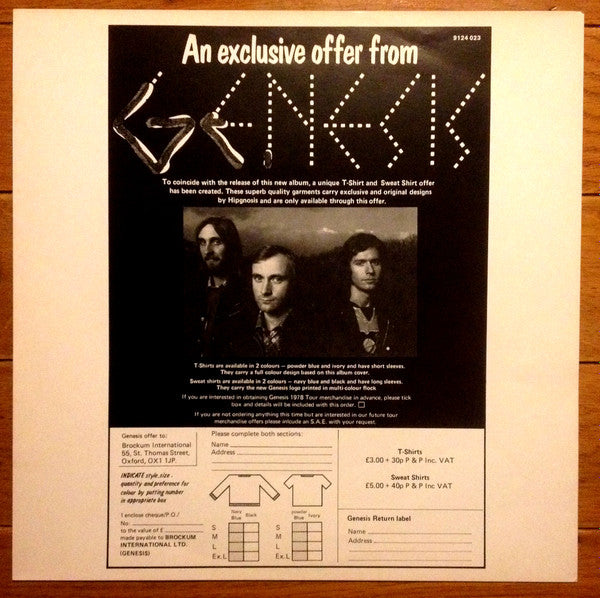 An exclusive offer from
9124 023
GENESIS
To coincide with the release of this new album, a unique T-Shirt and Sweat Shirt offer
has been created. These superb quality garments carry exclusive and original designs
by Hipgnosis and are only available through this offer.
T-Shirts are available in 2 colours – powder blue and ivory and have short sleeves.
They carry a full colour design based on this album cover.
Sweat shirts are available in 2 colours – navy blue and black and have long sleeves.
They carry the new Genesis logo printed in multi-colour flock
If you are interested in obtaining Genesis 1978 Tour merchandise in advance, please tick
box and details will be included with this order.
If you are not ordering anything this time but are interested in our future tour
merchandise offers please inlcude an S.A.E. with your request.
Genesis offer to:
Brockum International
55, St. Thomas Street,
Oxford, OX1 1JP.
INDICATE style, size -
quantity and preference for
colour by putting number
in appropriate box
I enclose cheque/P.O./
No:
to the value of £
made payable to BROCKUM
INTERNATIONAL LTD.
(GENESIS)
Please complete both sections:
Name
Address
Navy
Blue
Black
powder
Blue
Ivory
S
M
L
Ex. L
S
M
L
Ex. L
T-Shirts
£3.00 + 30p P & P Inc. VAT
Sweat Shirts
£5.00 + 40p P & P Inc. VAT
Genesis Return label
Name
Address